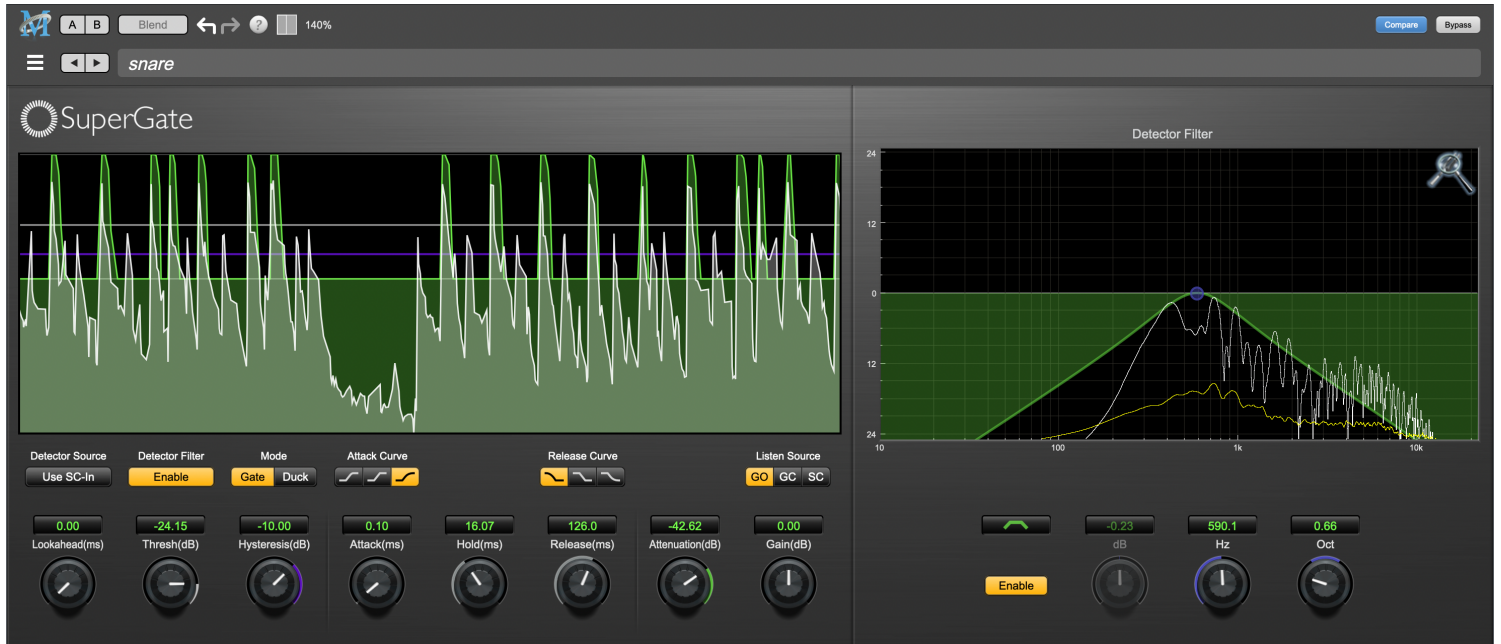 A B Blend ? 140% Compare Bypass
snare
SuperGate
Detector Filter
24
12
0
12
24
10 100 1k 10k
Detector Source Detector Filter Mode Attack Curve Release Curve Listen Source
Use SC-In Enable Gate Duck GO GC SC
0.00 -24.15 -10.00 0.10 16.07 126.0 -42.62 0.00 -0.23 590.1 0.66
Lookahead(ms) Thresh(dB) Hysteresis(dB) Attack(ms) Hold(ms) Release(ms) Attenuation(dB) Gain(dB) dB Hz Oct
Enable